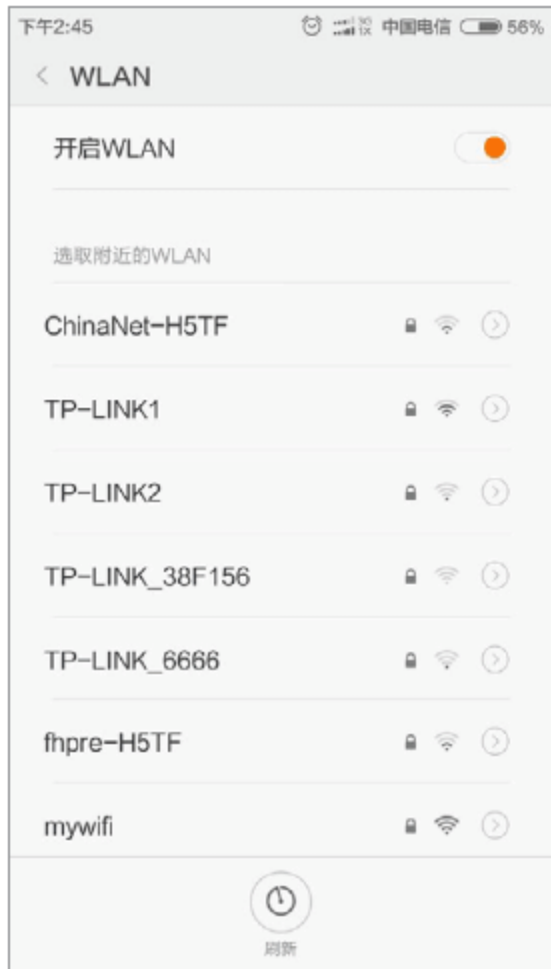 下午2:45 3G 1X 中国电信 56%
WLAN
开启WLAN
选取附近的WLAN
ChinaNet-H5TF
TP-LINK1
TP-LINK2
TP-LINK_38F156
TP-LINK_6666
fhpre-H5TF
mywifi
刷新